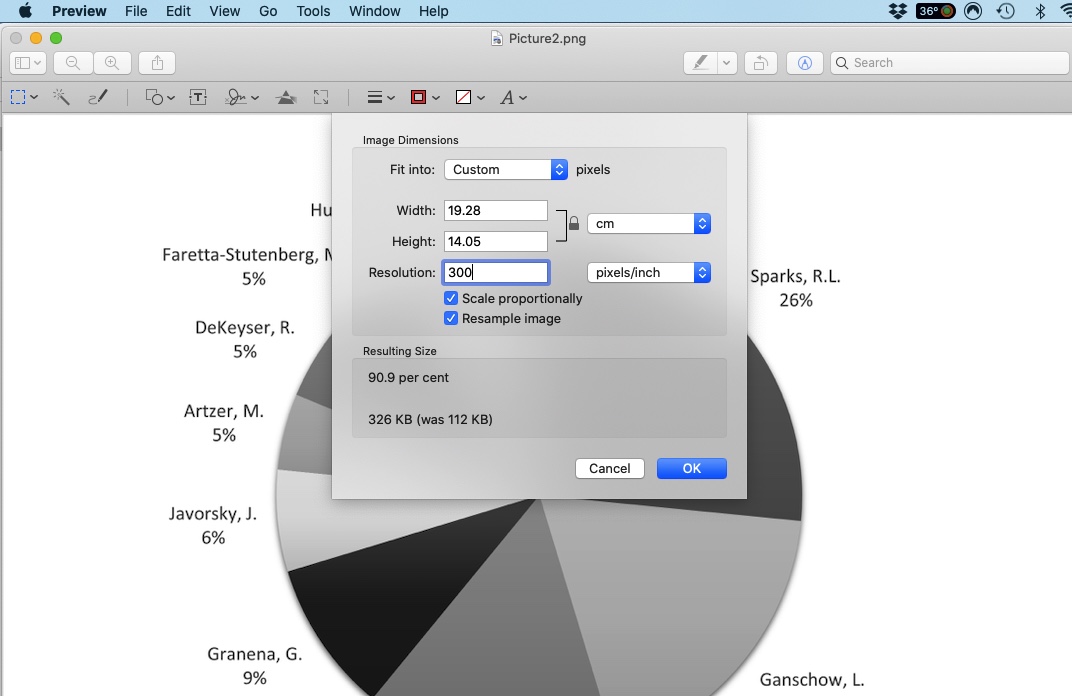 Preview File Edit View Go Tools Window Help 36°
Picture2.png
Search
T A
Image Dimensions
Fit into: Custom pixels
Width: 19.28
cm
Height: 14.05
Resolution: 300 pixels/inch
Scale proportionally
Resample image
Resulting Size
90.9 per cent
326 KB (was 112 KB)
Cancel OK
Hu
Faretta-Stutenberg,
5%
DeKeyser, R.
5%
Artzer, M.
5%
Javorsky, J.
6%
Granena, G.
9%
Sparks, R.L.
26%
Ganschow, L.